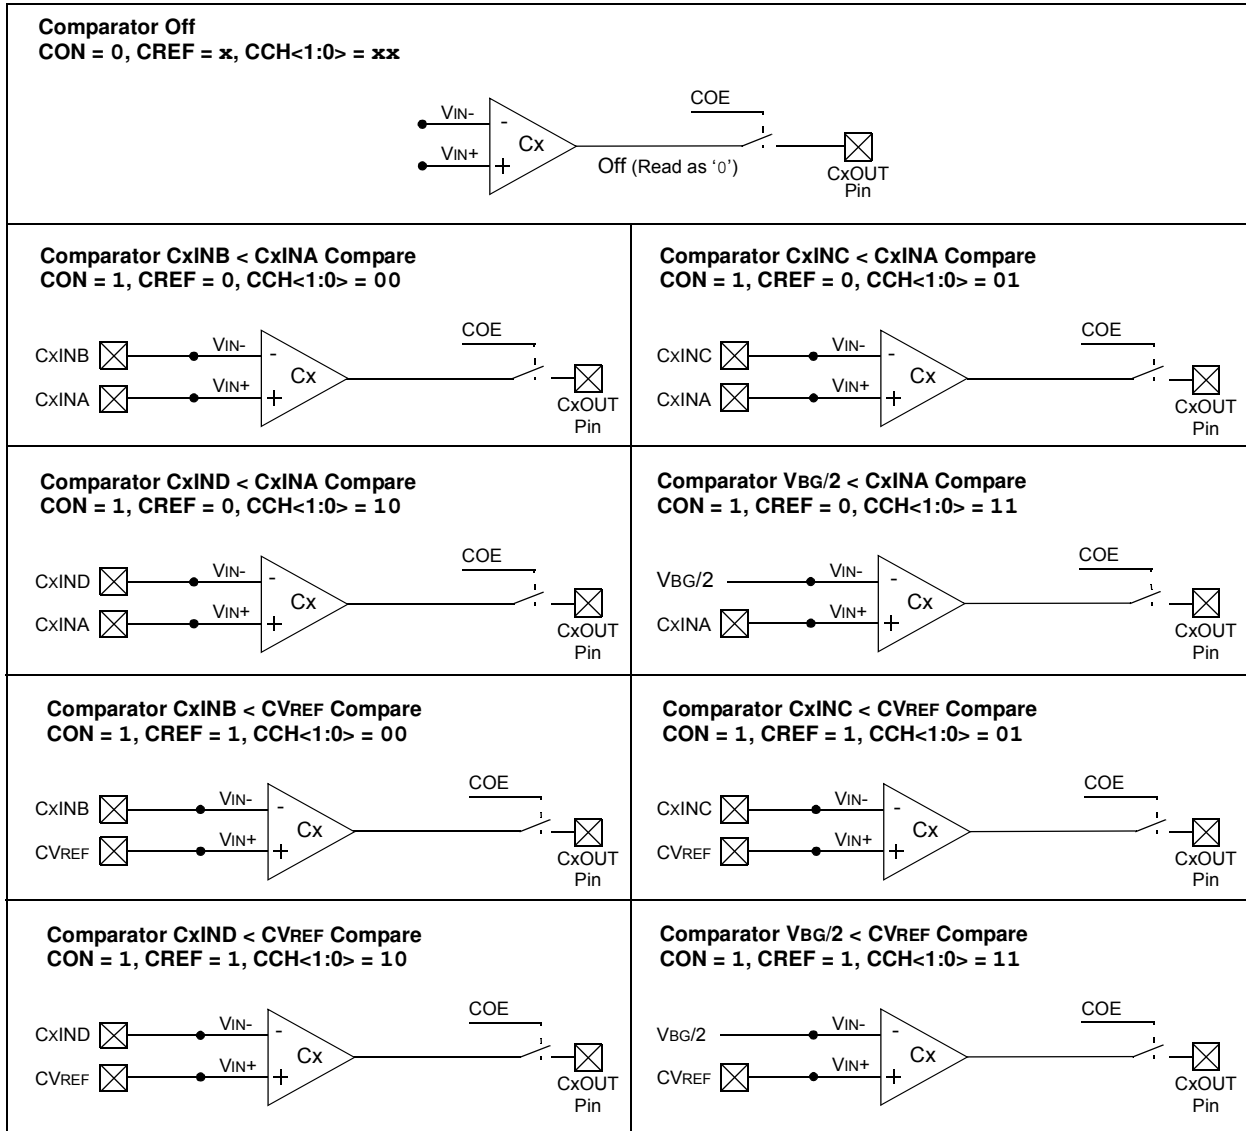 Comparator Off
CON = 0, CREF = x, CCH<1:0> = xx
COE
VIN-
-
Cx
VIN+
+
Off (Read as ‘0’)
CxOUT
Pin
Comparator CxINB < CxINA Compare
CON = 1, CREF = 0, CCH<1:0> = 00
COE
CxINB
VIN-
-
Cx
CxINA
VIN+
+
CxOUT
Pin
Comparator CxINC < CxINA Compare
CON = 1, CREF = 0, CCH<1:0> = 01
COE
CxINC
VIN-
-
Cx
CxINA
VIN+
+
CxOUT
Pin
Comparator CxIND < CxINA Compare
CON = 1, CREF = 0, CCH<1:0> = 10
COE
CxIND
VIN-
-
Cx
CxINA
VIN+
+
CxOUT
Pin
Comparator VBG/2 < CxINA Compare
CON = 1, CREF = 0, CCH<1:0> = 11
COE
VBG/2
VIN-
-
Cx
CxINA
VIN+
+
CxOUT
Pin
Comparator CxINB < CVREF Compare
CON = 1, CREF = 1, CCH<1:0> = 00
COE
CxINB
VIN-
-
Cx
CVREF
VIN+
+
CxOUT
Pin
Comparator CxINC < CVREF Compare
CON = 1, CREF = 1, CCH<1:0> = 01
COE
CxINC
VIN-
-
Cx
CVREF
VIN+
+
CxOUT
Pin
Comparator CxIND < CVREF Compare
CON = 1, CREF = 1, CCH<1:0> = 10
COE
CxIND
VIN-
-
Cx
CVREF
VIN+
+
CxOUT
Pin
Comparator VBG/2 < CVREF Compare
CON = 1, CREF = 1, CCH<1:0> = 11
COE
VBG/2
VIN-
-
Cx
CVREF
VIN+
+
CxOUT
Pin